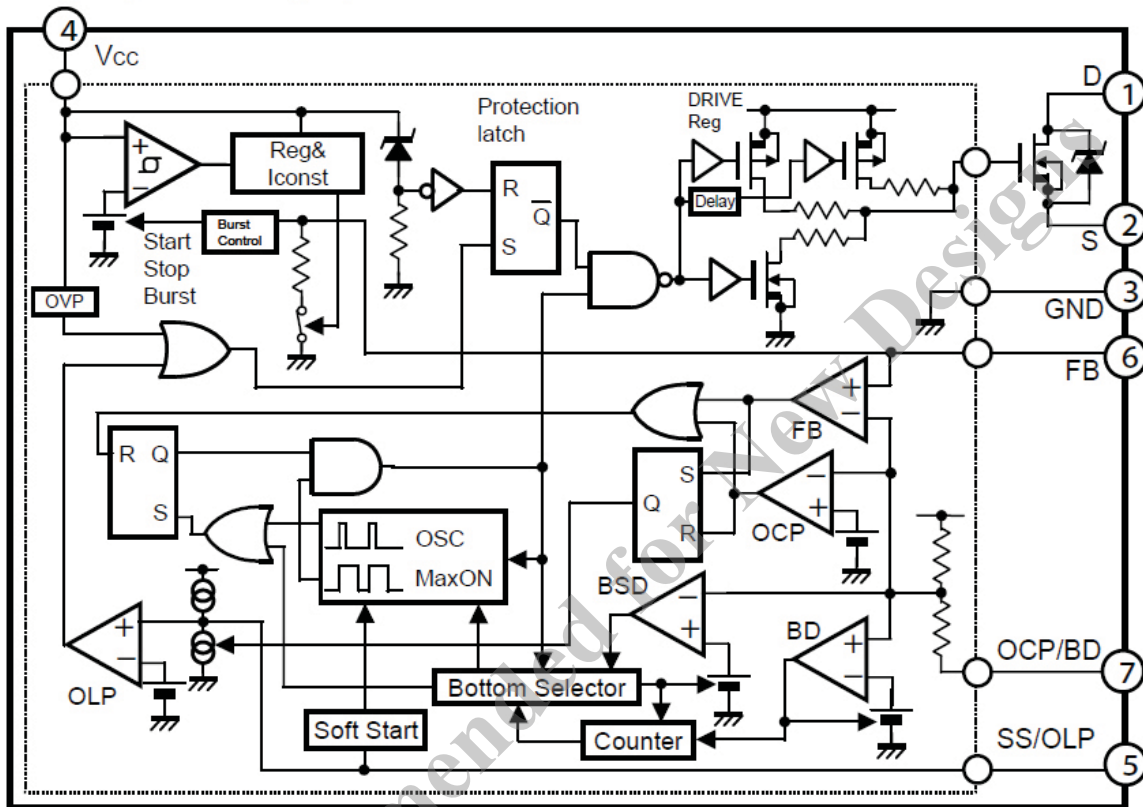 4
Vcc
D
1
Protection
latch
DRIVE
Reg
+
−
Reg&
Iconst
R
Q
S
Delay
2
S
Burst
Control
Start
Stop
Burst
OVP
3
GND
6
FB
+
−
FB
R
Q
S
S
Q
R
−
+
OCP
OSC
MaxON
BSD
−
+
BD
+
−
OCP/BD
7
+
−
OLP
Bottom Selector
Soft Start
Counter
SS/OLP
5
mended for New Designs